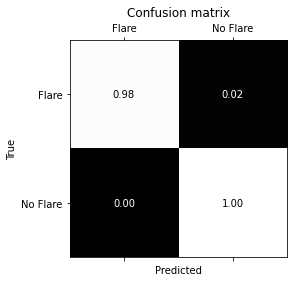 Confusion matrix
Flare No Flare
Flare 0.98 0.02
True
No Flare 0.00 1.00
Predicted